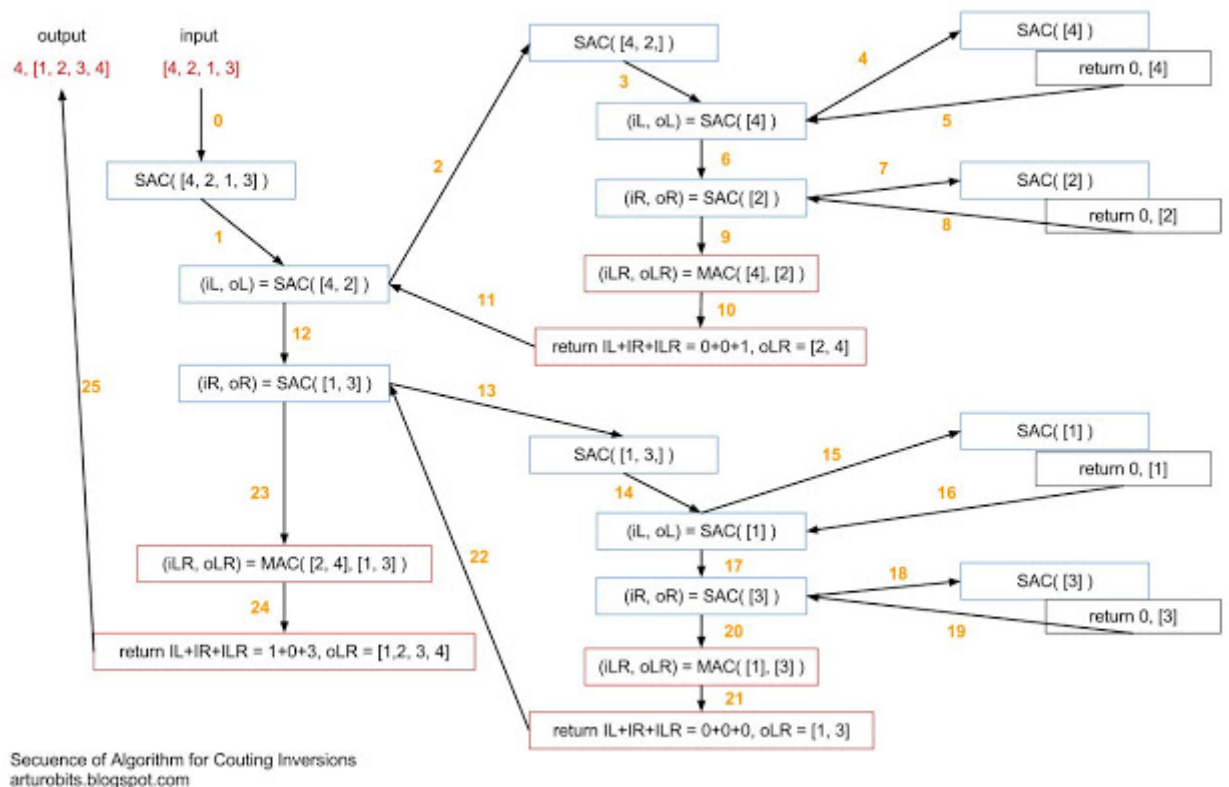 output
input
4, [1, 2, 3, 4]
[4, 2, 1, 3]
0
SAC( [4, 2, 1, 3] )
1
(iL, oL) = SAC( [4, 2] )
2
SAC( [4, 2,] )
3
(iL, oL) = SAC( [4] )
4
SAC( [4] )
return 0, [4]
5
6
(iR, oR) = SAC( [2] )
7
SAC( [2] )
return 0, [2]
8
9
(iLR, oLR) = MAC( [4], [2] )
10
return IL+IR+ILR = 0+0+1, oLR = [2, 4]
11
12
(iR, oR) = SAC( [1, 3] )
13
SAC( [1, 3,] )
14
(iL, oL) = SAC( [1] )
15
SAC( [1] )
return 0, [1]
16
17
(iR, oR) = SAC( [3] )
18
SAC( [3] )
return 0, [3]
19
20
(iLR, oLR) = MAC( [1], [3] )
21
return IL+IR+ILR = 0+0+0, oLR = [1, 3]
22
23
(iLR, oLR) = MAC( [2, 4], [1, 3] )
24
return IL+IR+ILR = 1+0+3, oLR = [1,2, 3, 4]
25
Secuence of Algorithm for Couting Inversions
arturobits.blogspot.com